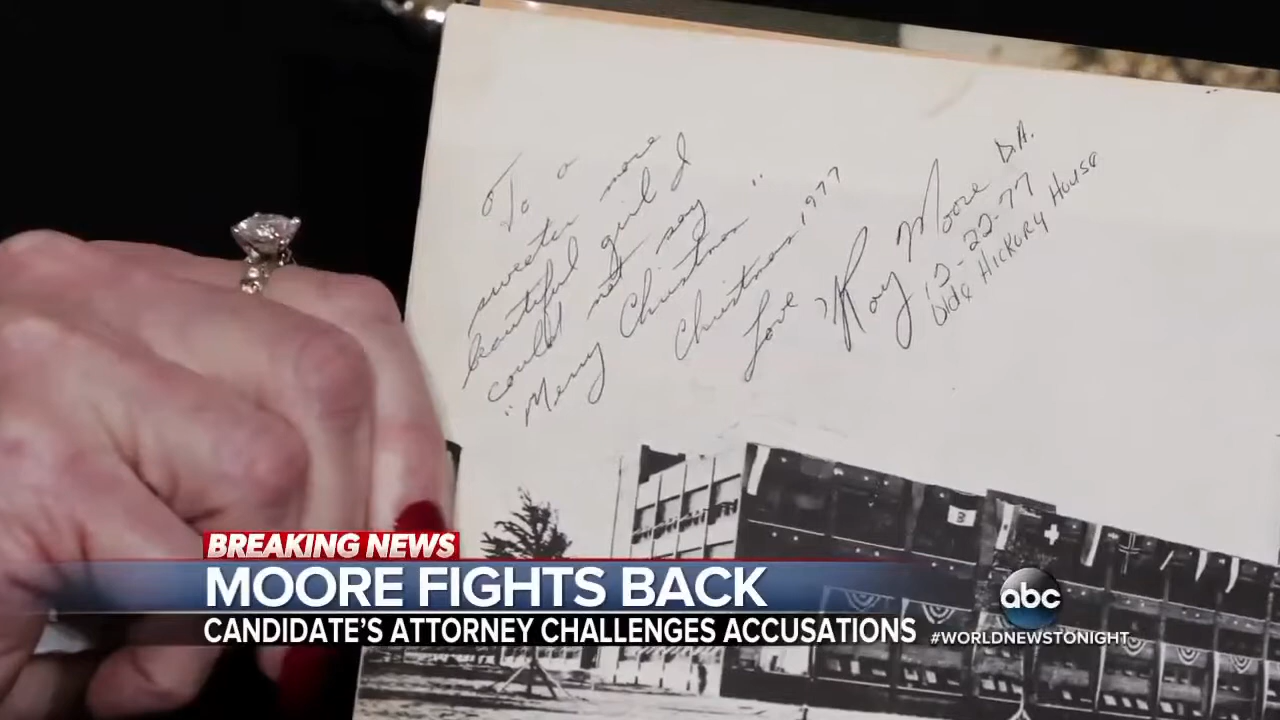 To a
sweeter more
beautiful girl I
could not say
"Merry Christmas"
Christmas 1977
Love
Roy Moore D.A.
12-22-77
Olde Hickory House
BREAKING NEWS
MOORE FIGHTS BACK
CANDIDATE'S ATTORNEY CHALLENGES ACCUSATIONS
abc
#WORLDNEWSTONIGHT